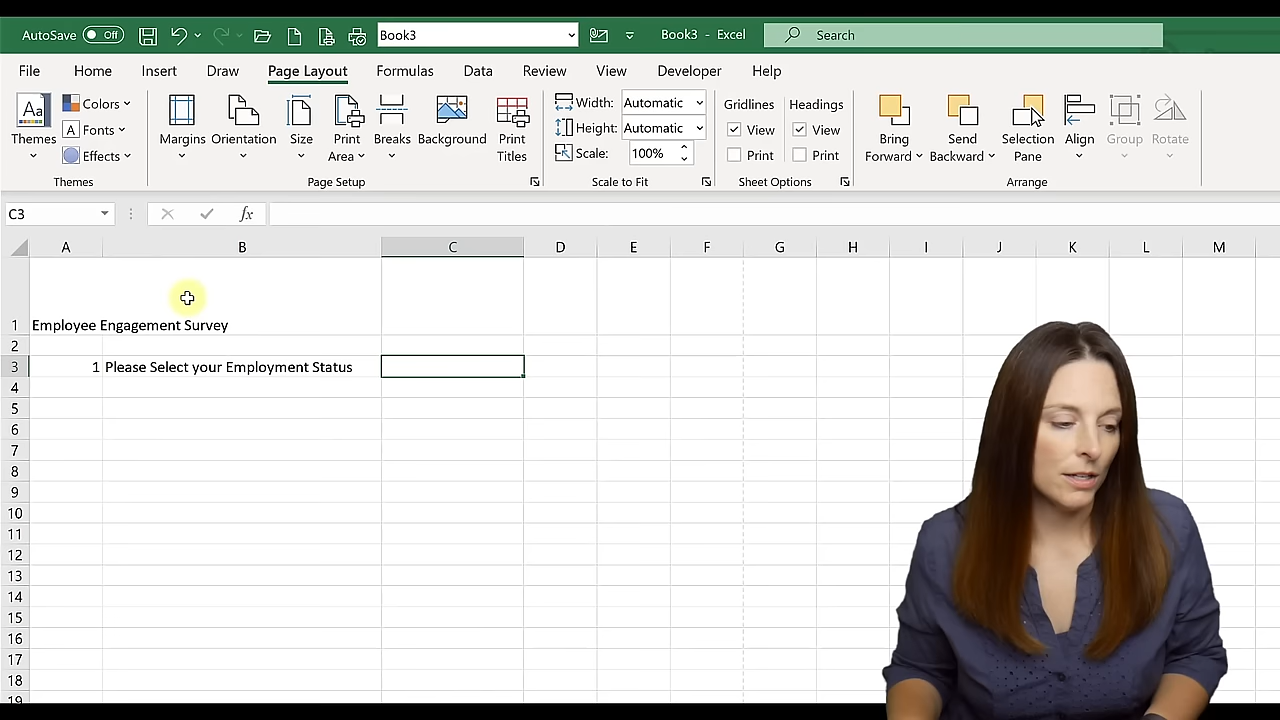 AutoSave Off Book3 Book3 - Excel Search
File Home Insert Draw Page Layout Formulas Data Review View Developer Help
Themes Aa Colors Fonts Effects Themes
Margins Orientation Size Print Area Breaks Background Print Titles Page Setup
Width: Automatic
Height: Automatic
Scale: 100%
Scale to Fit
Gridlines Headings
View View
Print Print
Sheet Options
Bring Forward Send Backward Selection Pane Align Group Rotate
Arrange
C3 fx
A B C D E F G H I J K L M
1 Employee Engagement Survey
2
3 1 Please Select your Employment Status
4
5
6
7
8
9
10
11
12
13
14
15
16
17
18
19